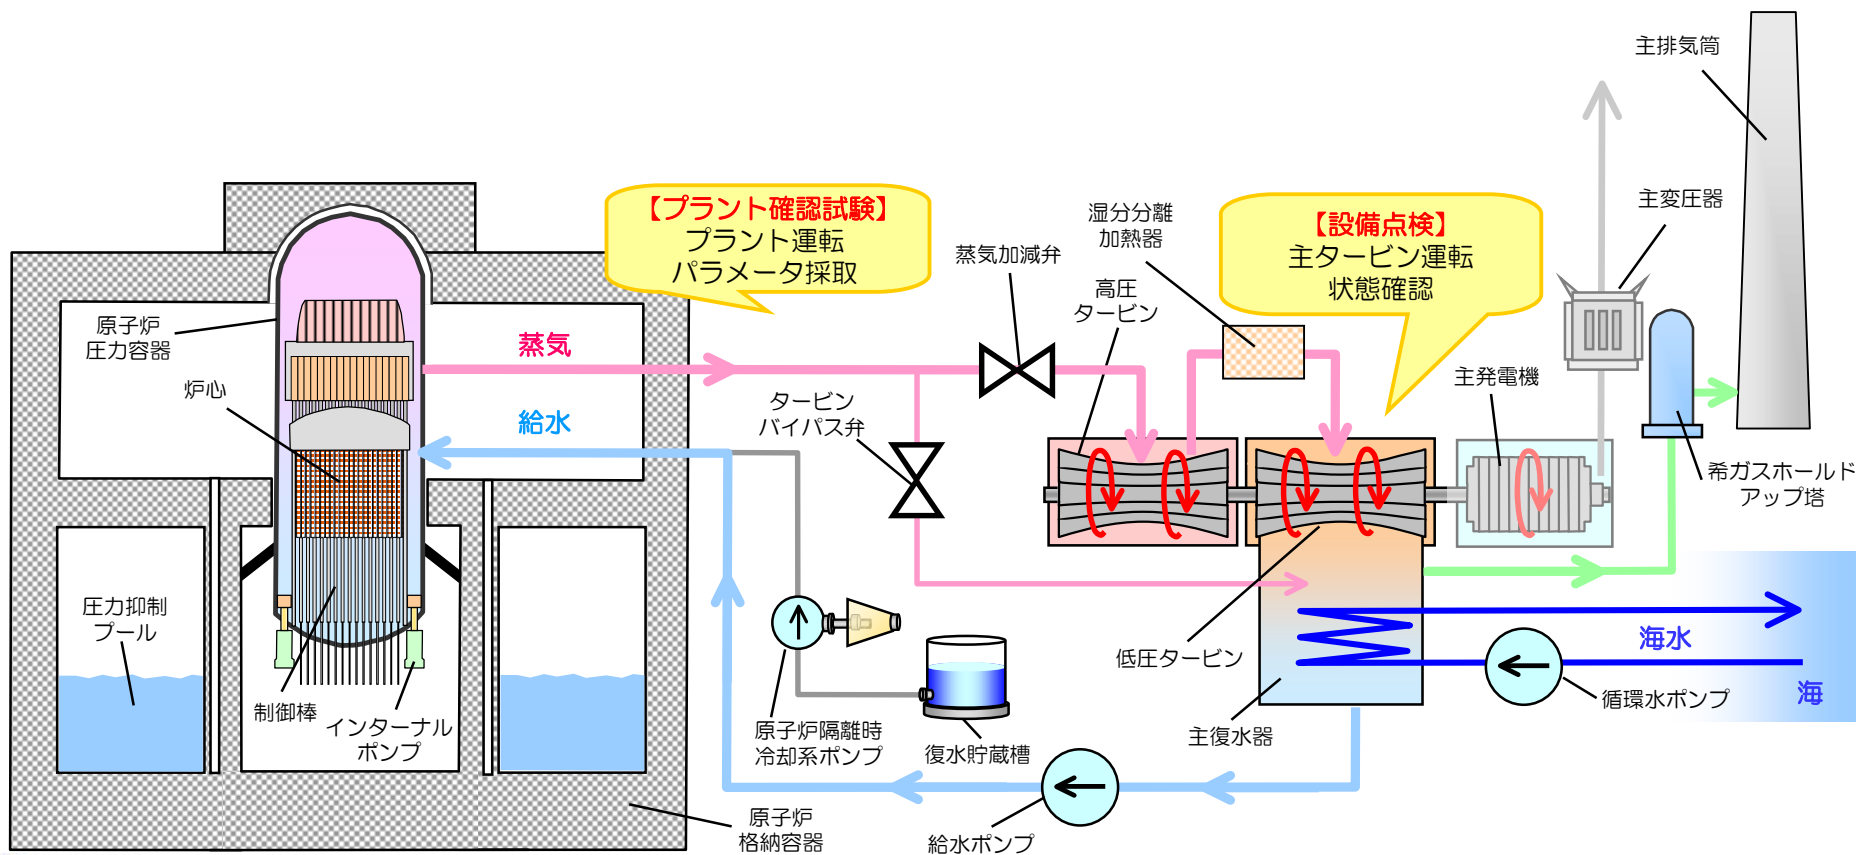 主排気筒
【プラント確認試験】
プラント運転
パラメータ採取
蒸気加減弁
湿分分離
加熱器
【設備点検】
主タービン運転
状態確認
主変圧器
高圧
タービン
原子炉
圧力容器
蒸気
炉心
給水
タービン
バイパス弁
主発電機
希ガスホールド
アップ塔
圧力抑制
プール
制御棒
インターナル
ポンプ
原子炉隔離時
冷却系ポンプ
復水貯蔵槽
低圧タービン
主復水器
海水
海
循環水ポンプ
原子炉
格納容器
給水ポンプ